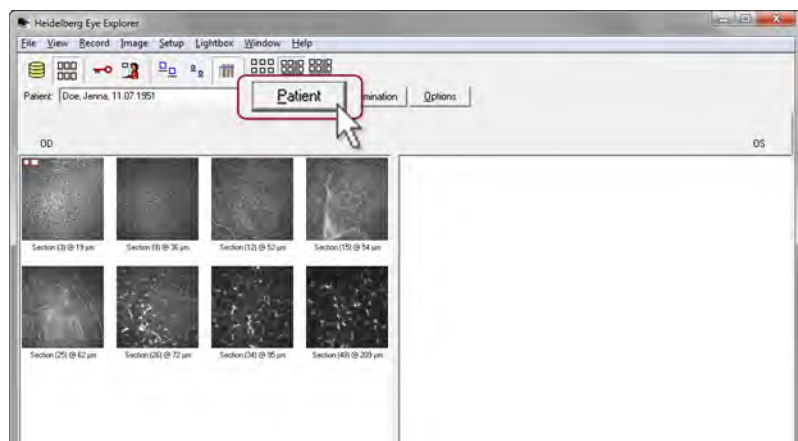 Heidelberg Eye Explorer
File View Record Image Setup Lightbox Window Help
Patient: Doe, Jenna, 11.07.1951 Patient mination Options
OD OS
Section (3) @ 19 µm Section (9) @ 36 µm Section (12) @ 52 µm Section (15) @ 54 µm
Section (25) @ 62 µm Section (26) @ 72 µm Section (34) @ 95 µm Section (49) @ 209 µm